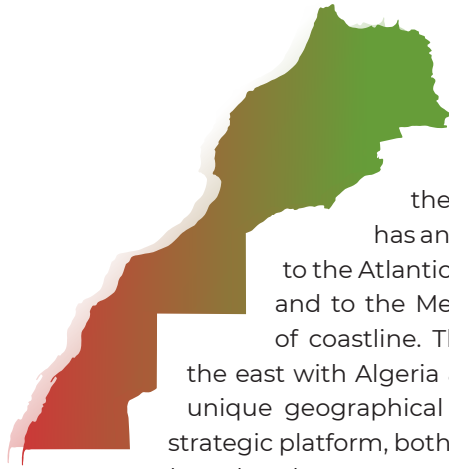 the
has an
to the Atlantic
and to the Me
of coastline. T
the east with Algeria
unique geographical
strategic platform, both